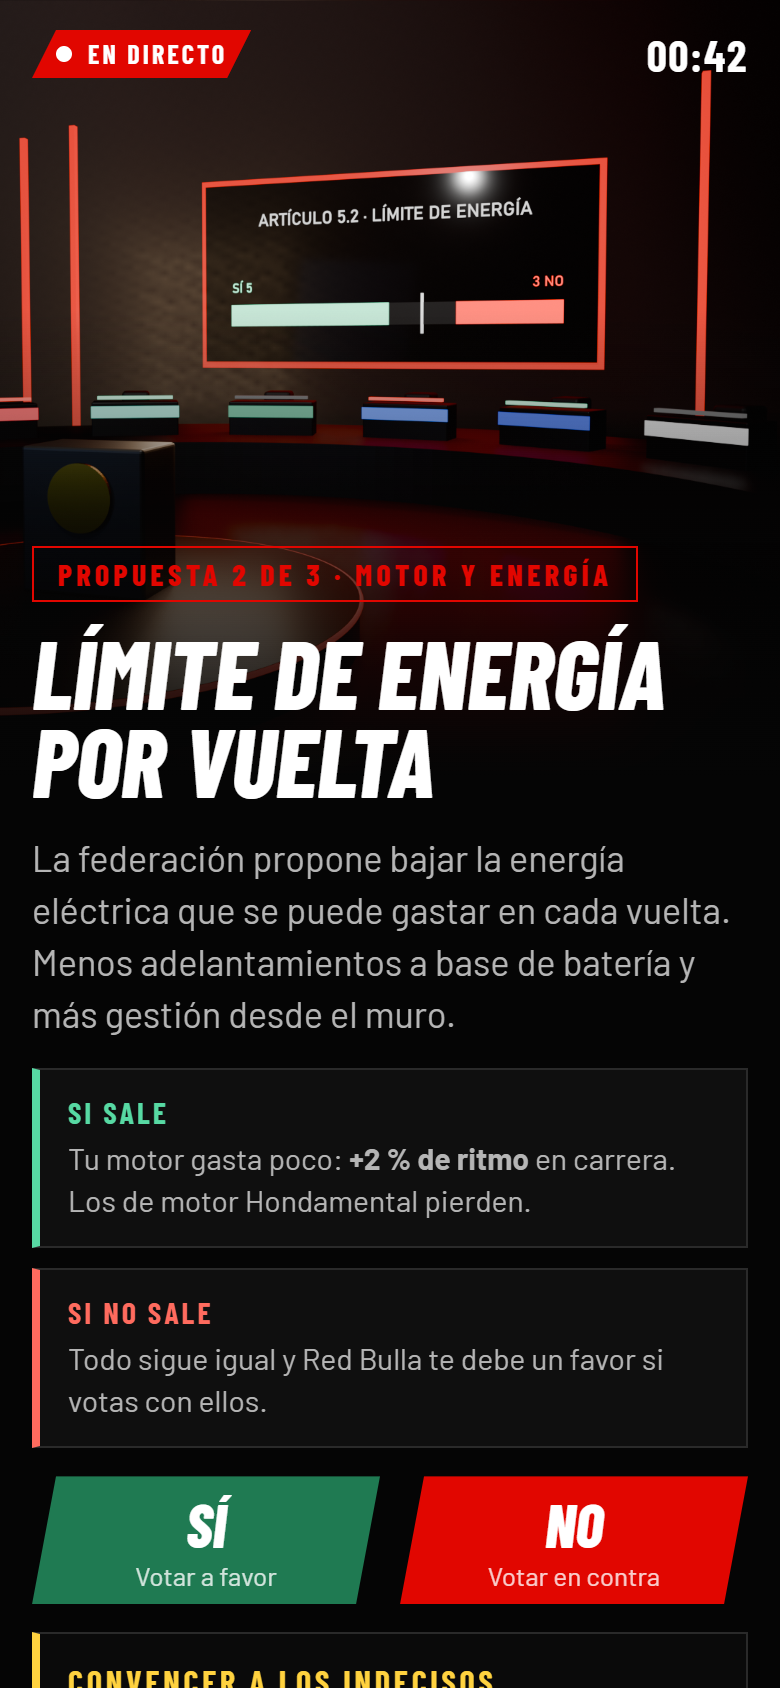 EN DIRECTO
00:42
ARTÍCULO 5.2 · LÍMITE DE ENERGÍA
SÍ 5
3 NO
PROPUESTA 2 DE 3 · MOTOR Y ENERGÍA
LÍMITE DE ENERGÍA
POR VUELTA
La federación propone bajar la energía
eléctrica que se puede gastar en cada vuelta.
Menos adelantamientos a base de batería y
más gestión desde el muro.
SI SALE
Tu motor gasta poco: +2 % de ritmo en carrera.
Los de motor Hondamental pierden.
SI NO SALE
Todo sigue igual y Red Bulla te debe un favor si
votas con ellos.
SÍ
Votar a favor
NO
Votar en contra
CONVENCER A LOS INDECISOS